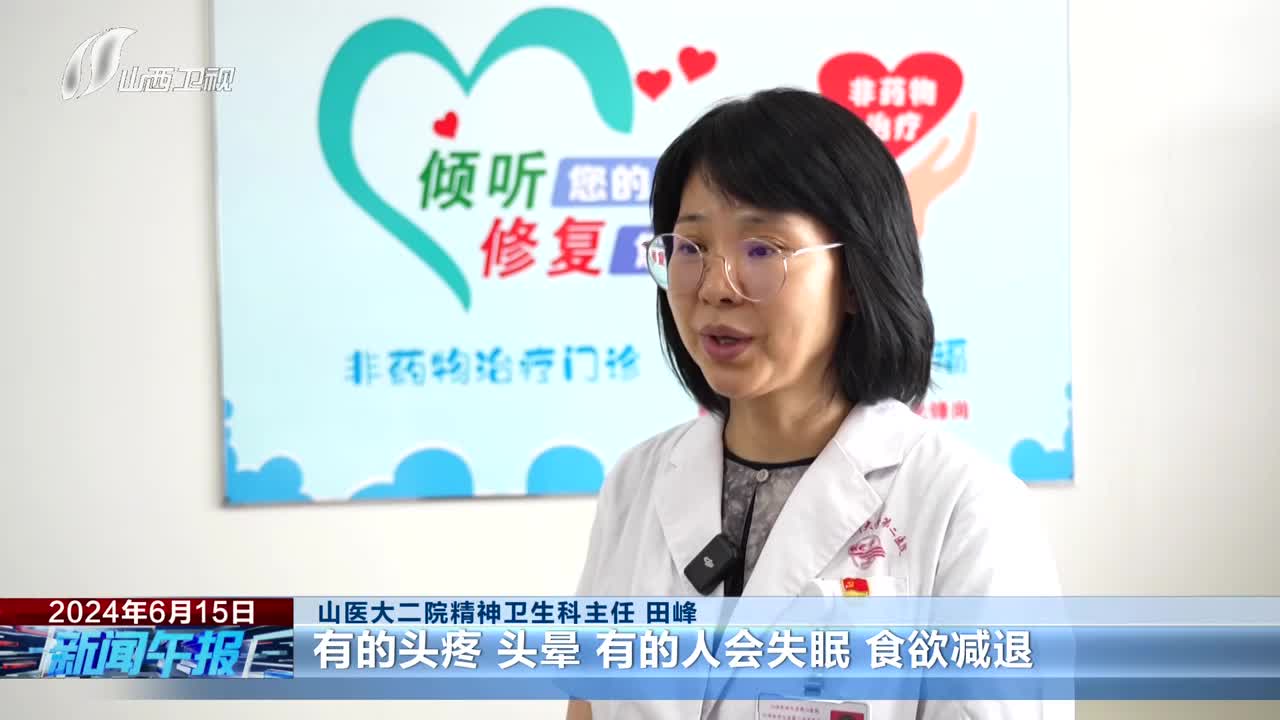 山西卫视
非药物
治疗
倾听 您的
修复
非药物治疗门诊
2024年6月15日
山医大二院精神卫生科主任 田峰
新闻午报
有的头疼 头晕 有的人会失眠 食欲减退